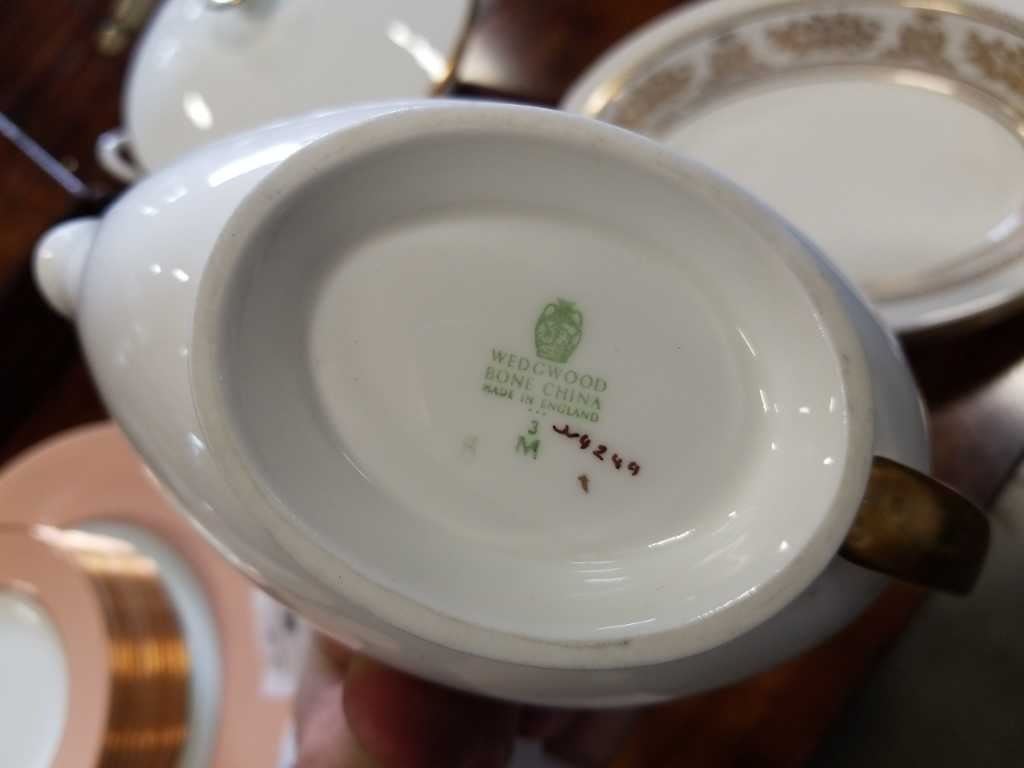 WEDGWOOD
BONE CHINA
MADE IN ENGLAND
3
M
W4249